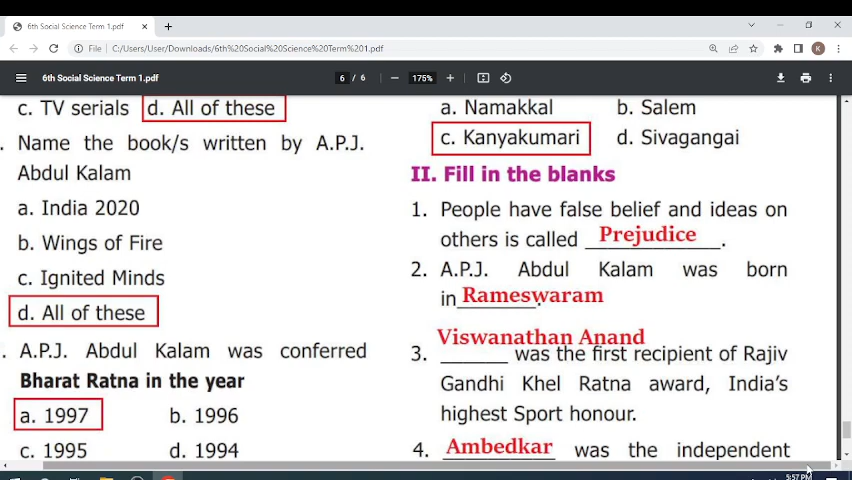 6th Social Science Term 1.pdf
File
C:/Users/User/Downloads/6th%20Social%20Science%20Term%201.pdf
K
6th Social Science Term 1.pdf
6 / 6
175%
c. TV serials d. All of these
. Name the book/s written by A.P.J.
Abdul Kalam
a. India 2020
b. Wings of Fire
c. Ignited Minds
d. All of these
. A.P.J. Abdul Kalam was conferred
Bharat Ratna in the year
a. 1997 b. 1996
c. 1995 d. 1994
a. Namakkal b. Salem
c. Kanyakumari d. Sivagangai
II. Fill in the blanks
1. People have false belief and ideas on
others is called Prejudice.
2. A.P.J. Abdul Kalam was born
in Rameswaram.
Viswanathan Anand
3. ______ was the first recipient of Rajiv
Gandhi Khel Ratna award, India's
highest Sport honour.
4. Ambedkar was the independent
5:57 PM